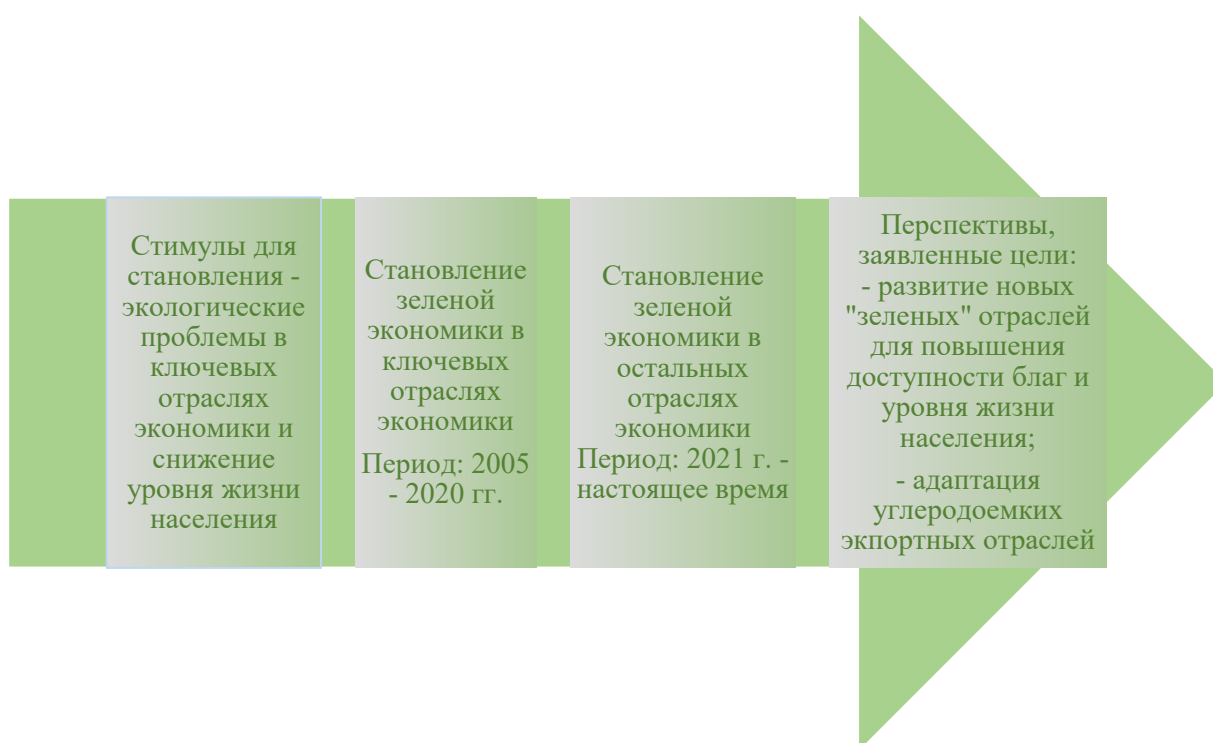 Стимулы для
становления -
экологические
проблемы в
ключевых
отраслях
экономики и
снижение
уровня жизни
населения
Становление
зеленой
экономики в
ключевых
отраслях
экономики
Период: 2005
- 2020 гг.
Становление
зеленой
экономики в
остальных
отраслях
экономики
Период: 2021 г. -
настоящее время
Перспективы,
заявленные цели:
- развитие новых
"зеленых" отраслей
для повышения
доступности благ и
уровня жизни
населения;
- адаптация
углеродоемких
экпортных отраслей